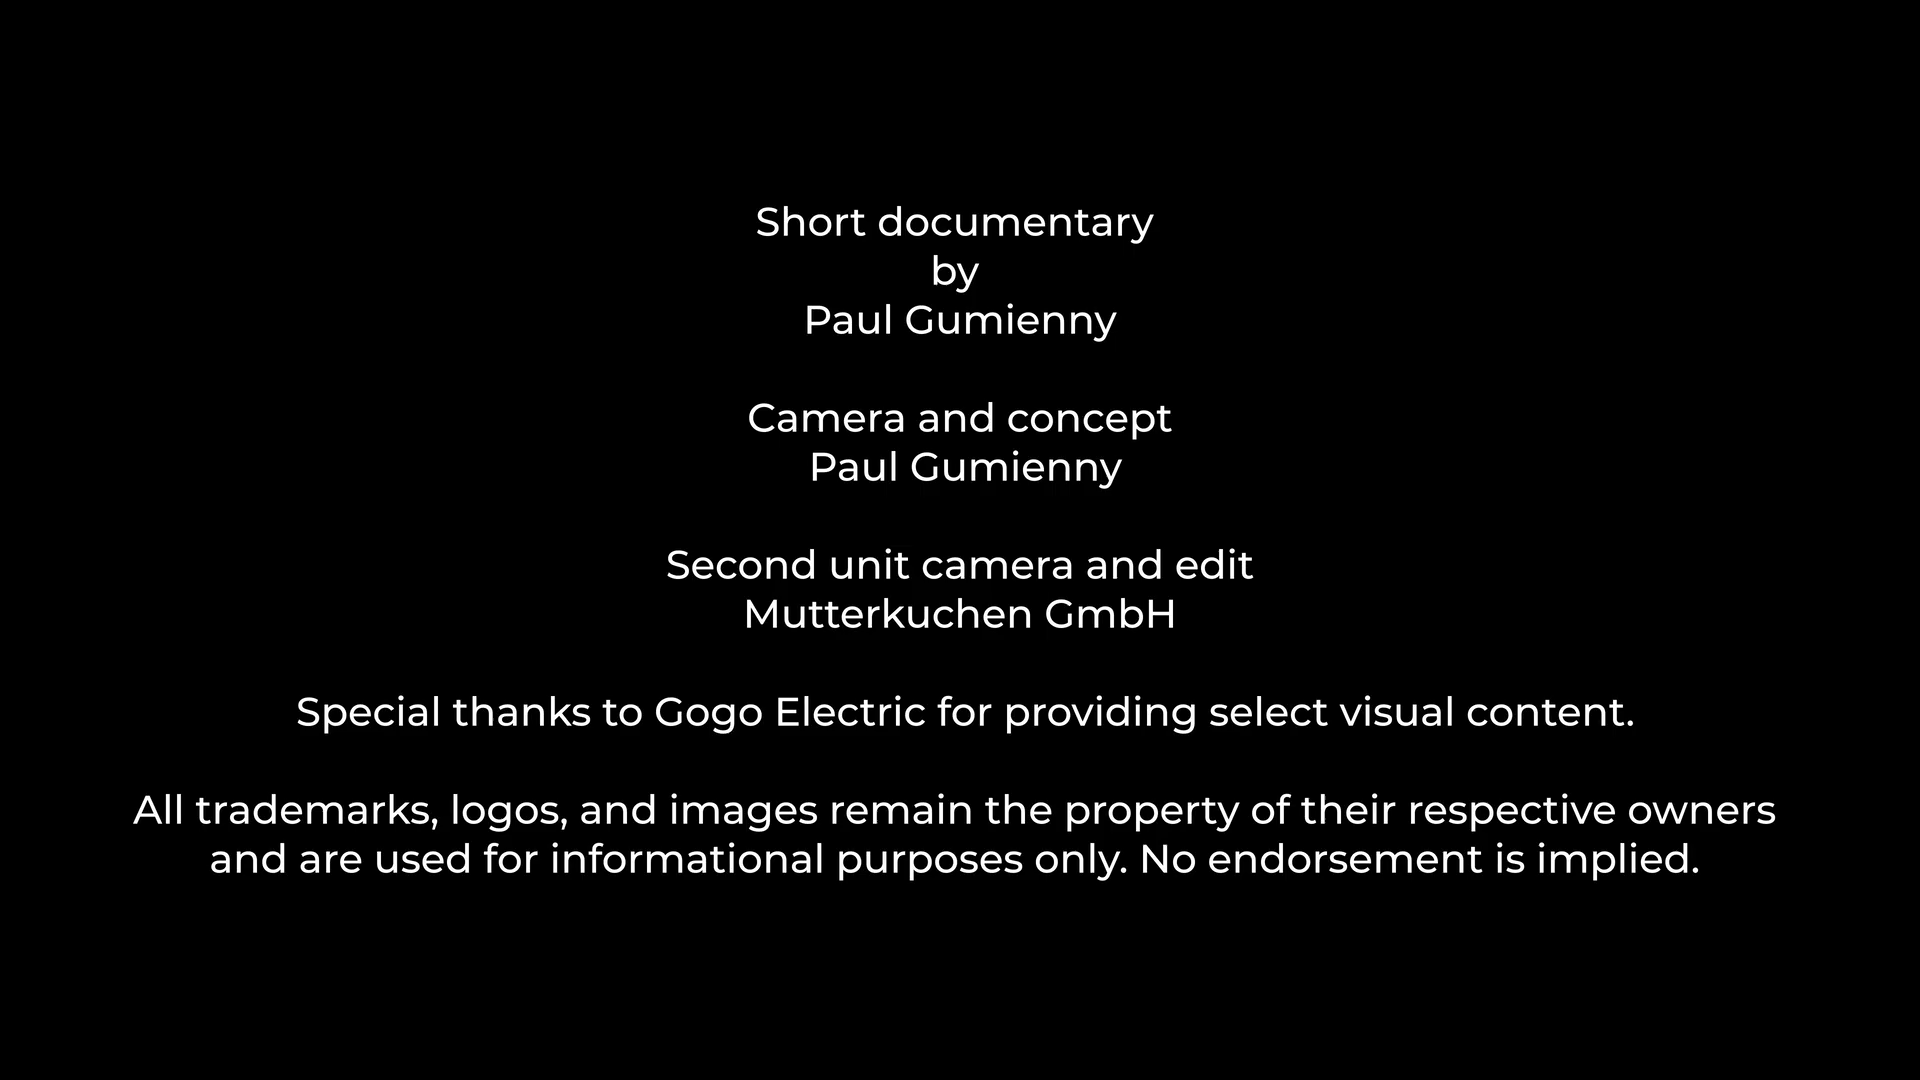 Short documentary
by
Paul Gumienny
Camera and concept
Paul Gumienny
Second unit camera and edit
Mutterkuchen GmbH
Special thanks to Gogo Electric for providing select visual content.
All trademarks, logos, and images remain the property of their respective owners
and are used for informational purposes only. No endorsement is implied.